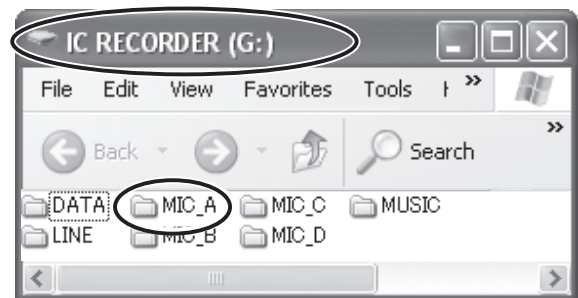 IC RECORDER (G:)
File Edit View Favorites Tools »
Back Search »
DATA MIC_A MIC_C MUSIC
LINE MIC_B MIC_D